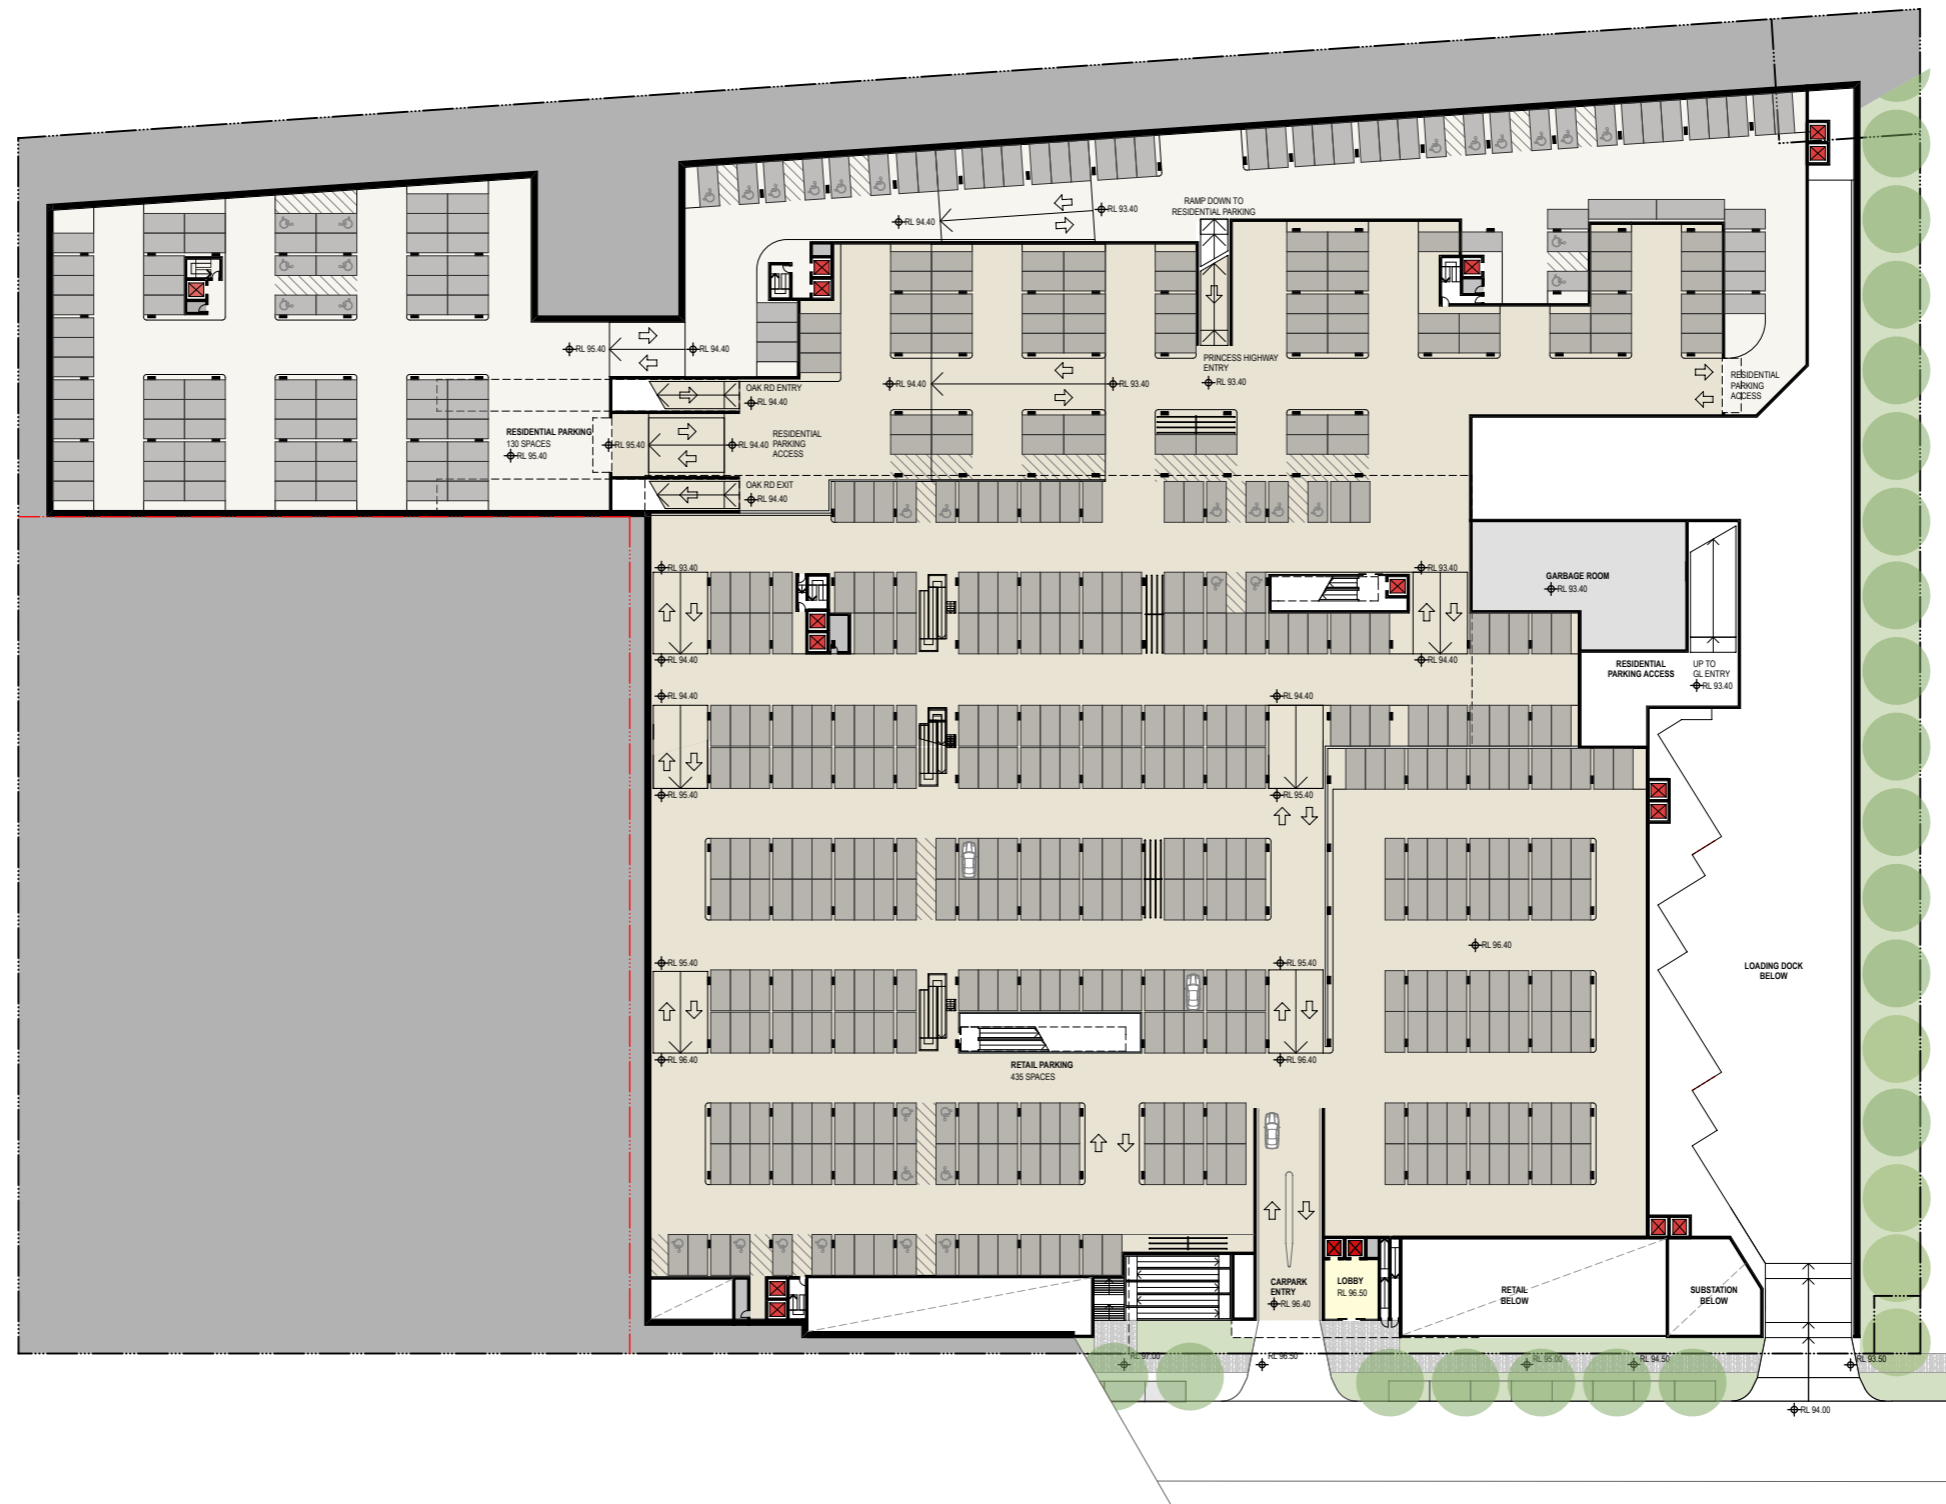 RAMP DOWN TO
RESIDENTIAL PARKING
RL 93.40
RL 94.40
RL 95.40
RL 94.40
PRINCESS HIGHWAY
ENTRY
RL 93.40
RL 94.40
RL 93.40
OAK RD ENTRY
RL 94.40
RESIDENTIAL
PARKING
ACCESS
RESIDENTIAL PARKING
130 SPACES
RL 95.40
RL 95.40
RL 94.40
RESIDENTIAL
PARKING
ACCESS
OAK RD EXIT
RL 94.40
RL 93.40
RL 93.40
GARBAGE ROOM
RL 93.40
RL 94.40
RL 94.40
RESIDENTIAL
PARKING ACCESS
UP TO
GL ENTRY
RL 93.40
RL 94.40
RL 94.40
RL 95.40
RL 95.40
RL 96.40
RL 95.40
RL 95.40
LOADING DOCK
BELOW
RL 96.40
RL 96.40
RETAIL PARKING
435 SPACES
CARPARK
ENTRY
RL 96.40
LOBBY
RL 96.50
RETAIL
BELOW
SUBSTATION
BELOW
RL 97.00
RL 96.50
RL 95.00
RL 94.50
RL 93.50
RL 94.00